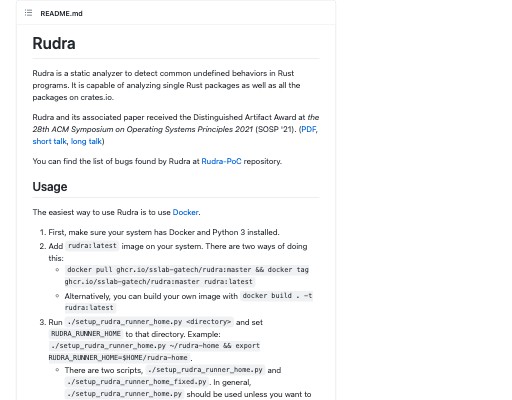 README.md
Rudra
Rudra is a static analyzer to detect common undefined behaviors in Rust
programs. It is capable of analyzing single Rust packages as well as all the
packages on crates.io.
Rudra and its associated paper received the Distinguished Artifact Award at the
28th ACM Symposium on Operating Systems Principles 2021 (SOSP '21). (PDF,
short talk, long talk)
You can find the list of bugs found by Rudra at Rudra-PoC repository.
Usage
The easiest way to use Rudra is to use Docker.
1. First, make sure your system has Docker and Python 3 installed.
2. Add rudra:latest image on your system. There are two ways of doing
this:
docker pull ghcr.io/sslab-gatech/rudra:master && docker tag
ghcr.io/sslab-gatech/rudra:master rudra:latest
Alternatively, you can build your own image with docker build . -t
rudra:latest
3. Run ./setup_rudra_runner_home.py <directory> and set
RUDRA_RUNNER_HOME to that directory. Example:
./setup_rudra_runner_home.py ~/rudra-home && export
RUDRA_RUNNER_HOME=$HOME/rudra-home .
There are two scripts, ./setup_rudra_runner_home.py and
./setup_rudra_runner_home_fixed.py . In general,
./setup_rudra_runner_home.py should be used unless you want to